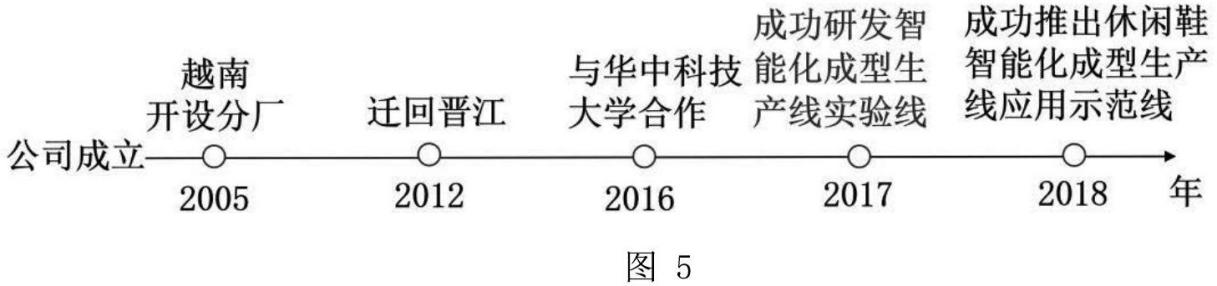 越南
开设分厂
迁回晋江
与华中科技
大学合作
成功研发智
能化成型生
产线实验线
成功推出休闲鞋
智能化成型生产
线应用示范线
公司成立
2005
2012
2016
2017
2018
年
图 5